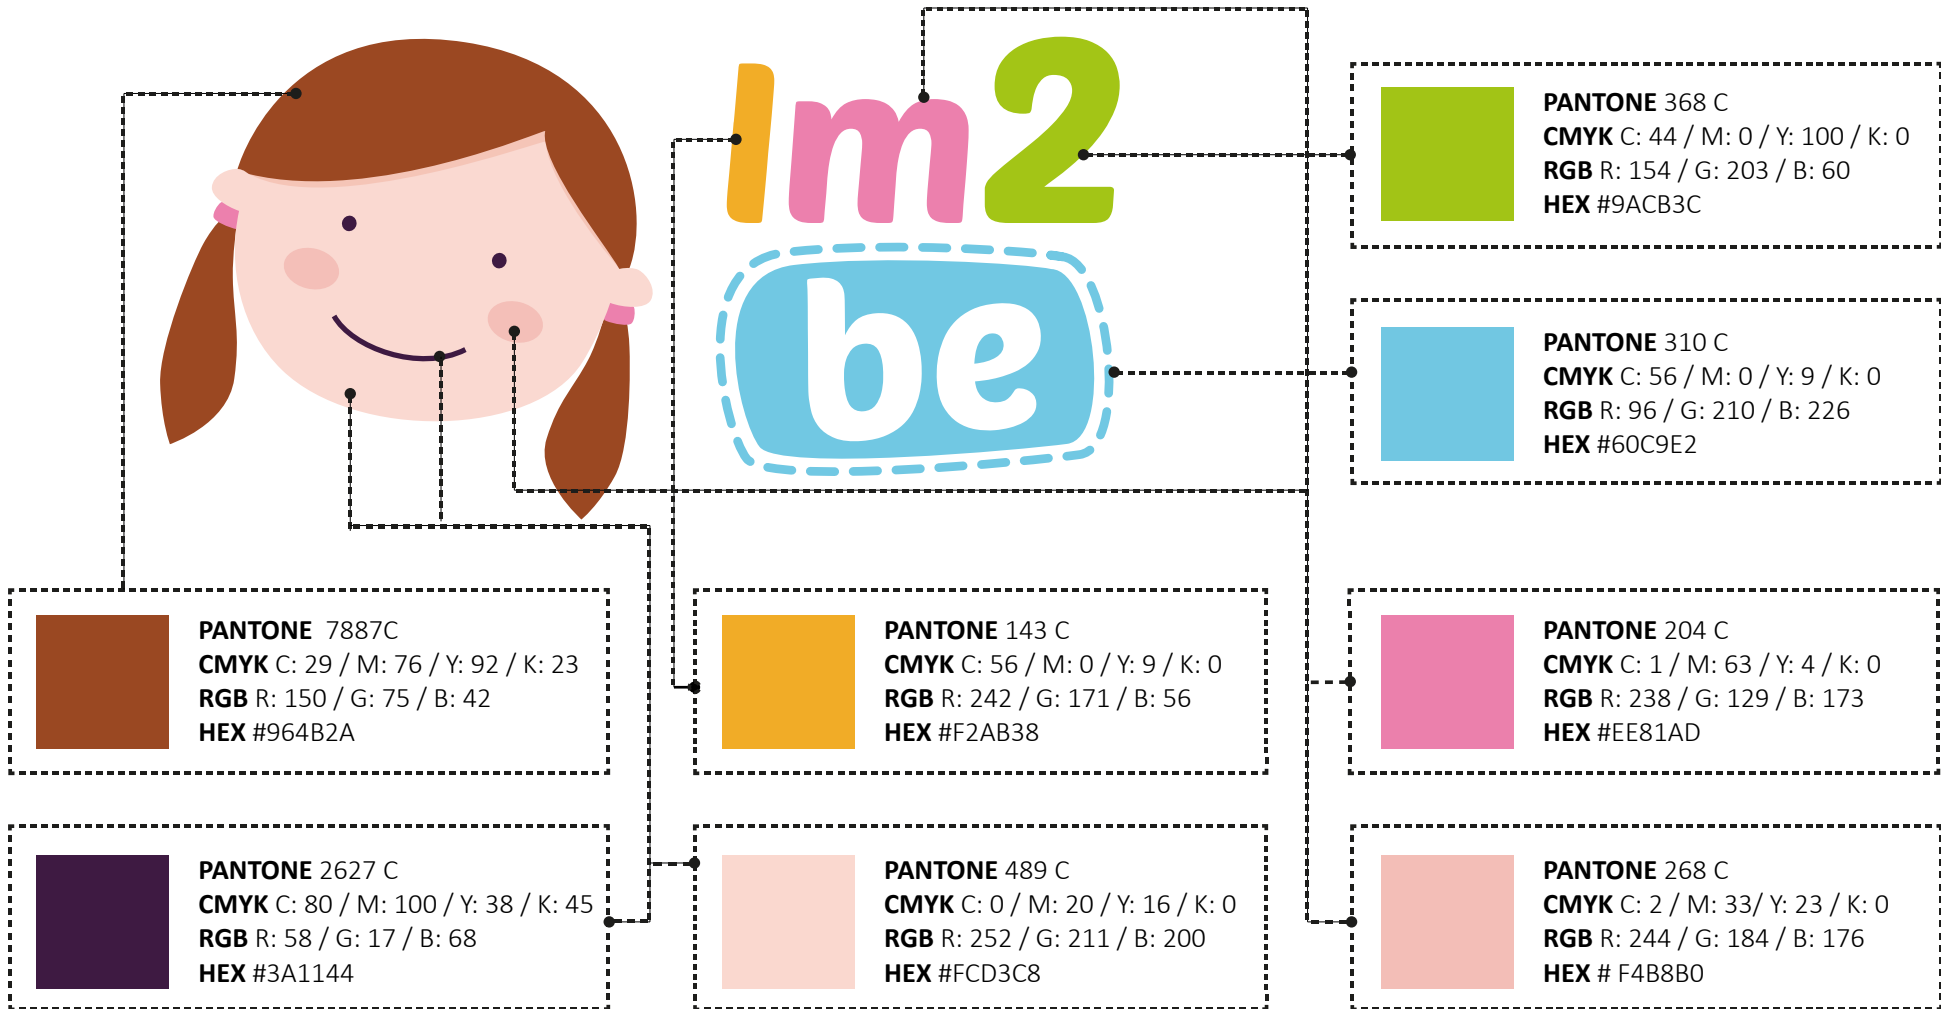 Im2
be
PANTONE 368 C
CMYK C: 44 / M: 0 / Y: 100 / K: 0
RGB R: 154 / G: 203 / B: 60
HEX #9ACB3C
PANTONE 310 C
CMYK C: 56 / M: 0 / Y: 9 / K: 0
RGB R: 96 / G: 210 / B: 226
HEX #60C9E2
PANTONE 7887C
CMYK C: 29 / M: 76 / Y: 92 / K: 23
RGB R: 150 / G: 75 / B: 42
HEX #964B2A
PANTONE 143 C
CMYK C: 56 / M: 0 / Y: 9 / K: 0
RGB R: 242 / G: 171 / B: 56
HEX #F2AB38
PANTONE 204 C
CMYK C: 1 / M: 63 / Y: 4 / K: 0
RGB R: 238 / G: 129 / B: 173
HEX #EE81AD
PANTONE 2627 C
CMYK C: 80 / M: 100 / Y: 38 / K: 45
RGB R: 58 / G: 17 / B: 68
HEX #3A1144
PANTONE 489 C
CMYK C: 0 / M: 20 / Y: 16 / K: 0
RGB R: 252 / G: 211 / B: 200
HEX #FCD3C8
PANTONE 268 C
CMYK C: 2 / M: 33/ Y: 23 / K: 0
RGB R: 244 / G: 184 / B: 176
HEX # F4B8B0